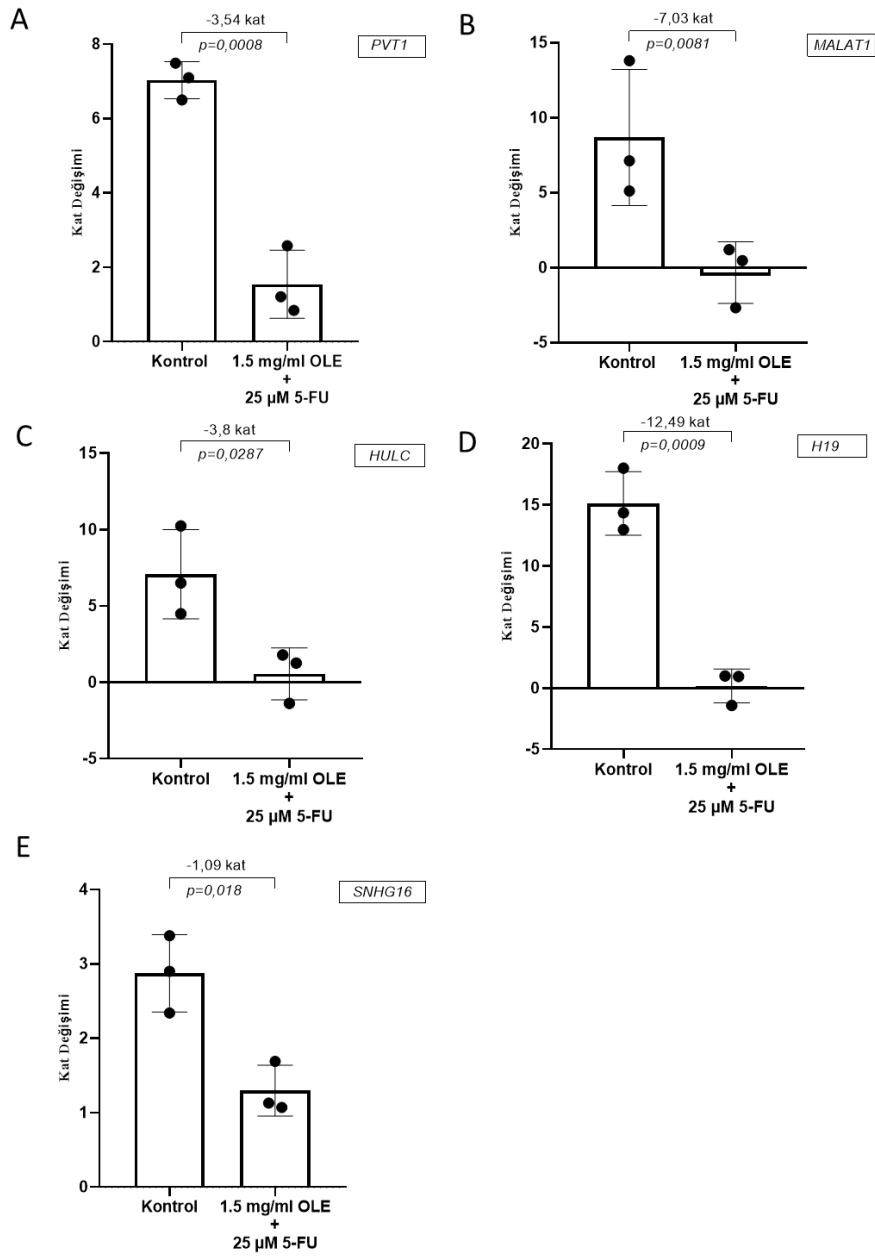 A
-3,54 kat
p=0,0008
PVT1
Kat Değişimi
8
6
4
2
0
Kontrol
1.5 mg/ml OLE
+
25 µM 5-FU
B
-7,03 kat
p=0,0081
MALAT1
Kat Değişimi
15
10
5
0
-5
Kontrol
1.5 mg/ml OLE
+
25 µM 5-FU
C
-3,8 kat
p=0,0287
HULC
Kat Değişimi
15
10
5
0
-5
Kontrol
1.5 mg/ml OLE
+
25 µM 5-FU
D
-12,49 kat
p=0,0009
H19
Kat Değişimi
20
15
10
5
0
-5
Kontrol
1.5 mg/ml OLE
+
25 µM 5-FU
E
-1,09 kat
p=0,018
SNHG16
Kat Değişimi
4
3
2
1
0
Kontrol
1.5 mg/ml OLE
+
25 µM 5-FU